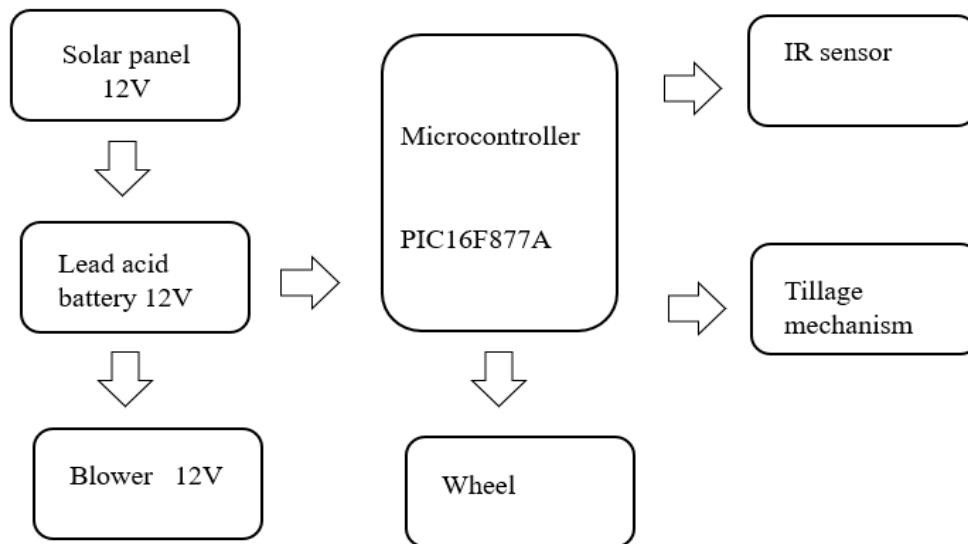 Solar panel
12V
Microcontroller
PIC16F877A
IR sensor
Lead acid
battery 12V
Tillage
mechanism
Blower 12V
Wheel